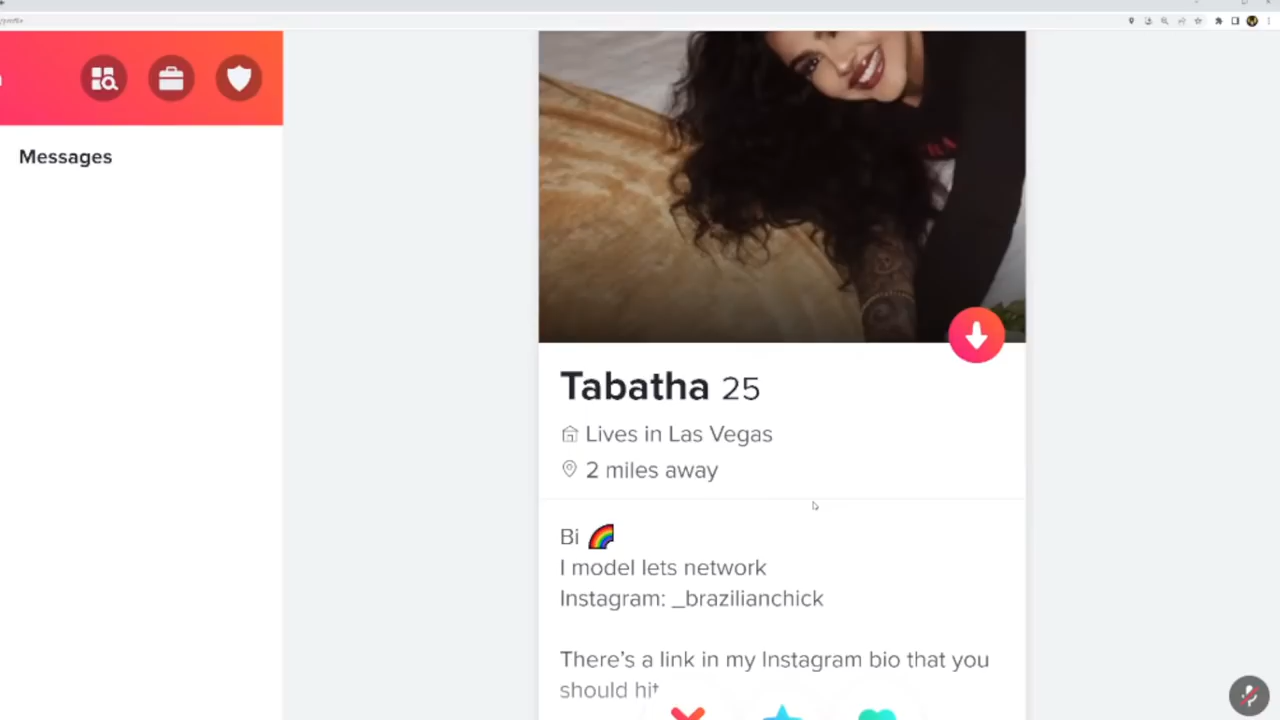 Messages
Tabatha 25
Lives in Las Vegas
2 miles away
Bi 🌈
I model lets network
Instagram: _brazilianchick
There's a link in my Instagram bio that you
should hit